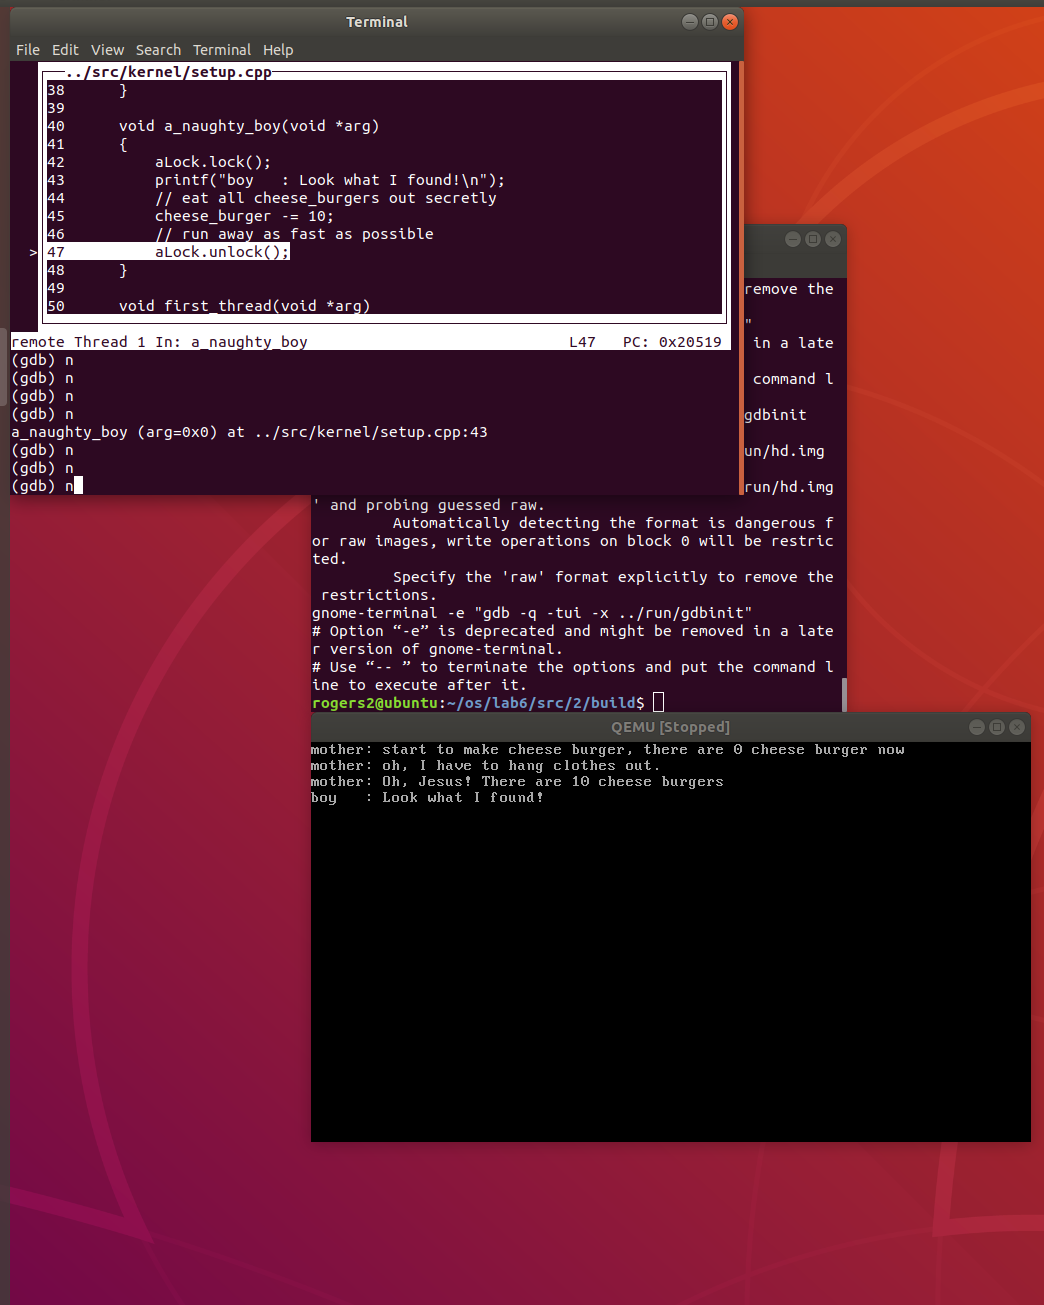 Terminal
File Edit View Search Terminal Help
../src/kernel/setup.cpp
38 }
39
40 void a_naughty_boy(void *arg)
41 {
42 aLock.lock();
43 printf("boy   : Look what I found!\n");
44 // eat all cheese_burgers out secretly
45 cheese_burger -= 10;
46 // run away as fast as possible
> 47 aLock.unlock();
48 }
49
50 void first_thread(void *arg)
remote Thread 1 In: a_naughty_boy L47 PC: 0x20519
(gdb) n
(gdb) n
(gdb) n
(gdb) n
a_naughty_boy (arg=0x0) at ../src/kernel/setup.cpp:43
(gdb) n
(gdb) n
(gdb) n
remove the
"
in a late
command l
gdbinit
un/hd.img
run/hd.img
' and probing guessed raw.
Automatically detecting the format is dangerous f
or raw images, write operations on block 0 will be restric
ted.
Specify the 'raw' format explicitly to remove the
restrictions.
gnome-terminal -e "gdb -q -tui -x ../run/gdbinit"
# Option “-e” is deprecated and might be removed in a late
r version of gnome-terminal.
# Use “-- ” to terminate the options and put the command l
ine to execute after it.
rogers2@ubuntu:~/os/lab6/src/2/build$
QEMU [Stopped]
mother: start to make cheese burger, there are 0 cheese burger now
mother: oh, I have to hang clothes out.
mother: Oh, Jesus! There are 10 cheese burgers
boy   : Look what I found!